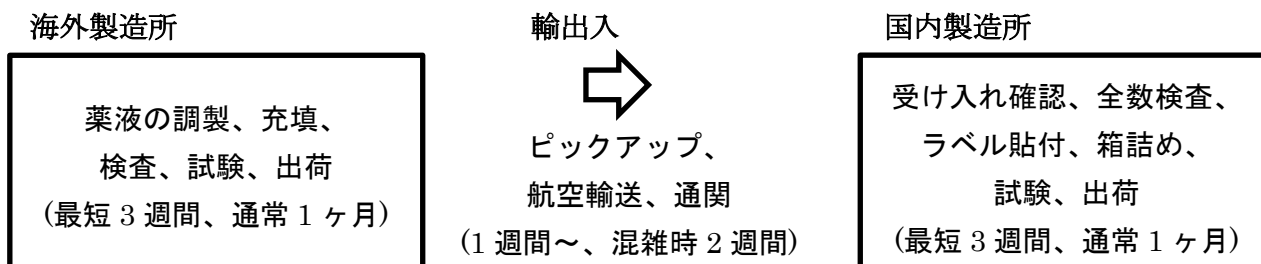 海外製造所
薬液の調製、充填、
検査、試験、出荷
(最短 3 週間、通常 1 ヶ月)
輸出入
ピックアップ、
航空輸送、通関
(1 週間~、混雑時 2 週間)
国内製造所
受け入れ確認、全数検査、
ラベル貼付、箱詰め、
試験、出荷
(最短 3 週間、通常 1 ヶ月)